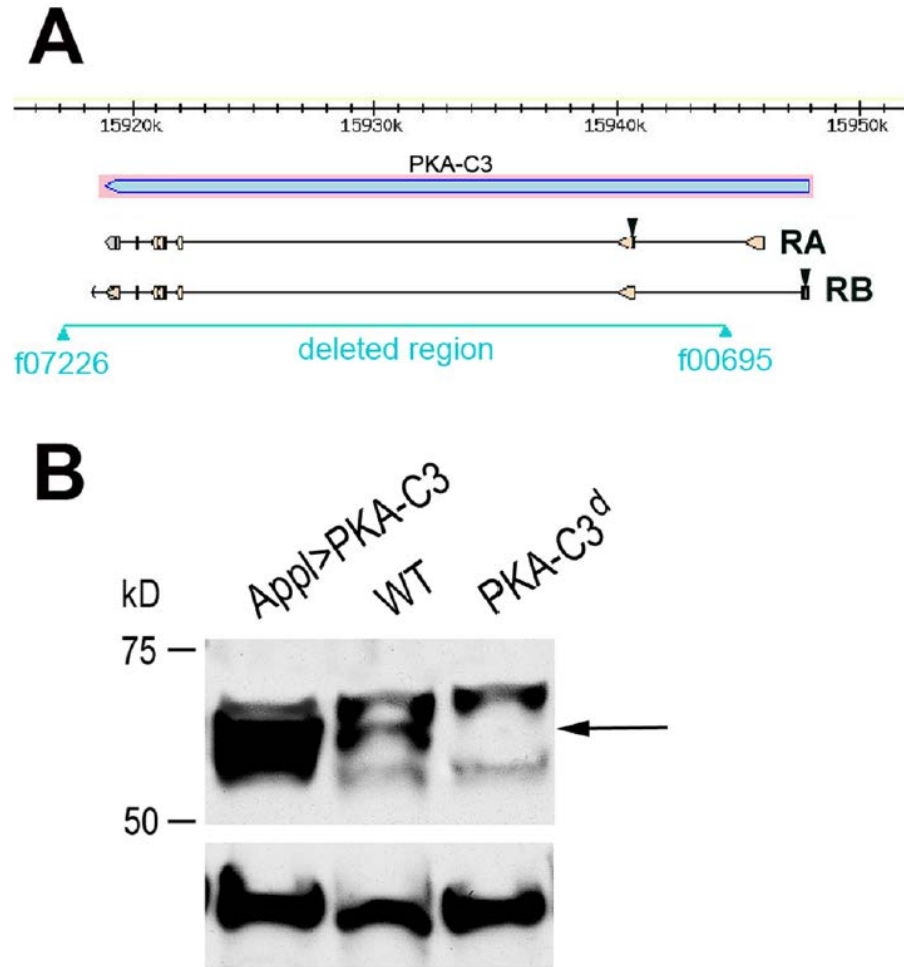 A
15920k 15930k 15940k 15950k
PKA-C3
RA
RB
f07226 deleted region f00695
B
kD Appl>PKA-C3 WT PKA-C3d
75
50